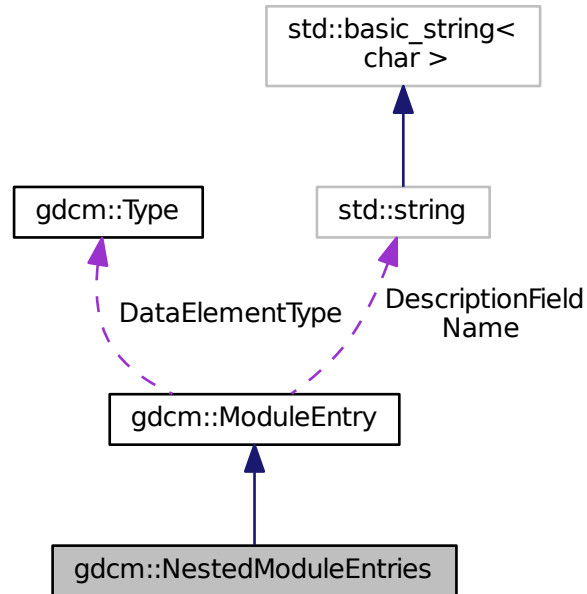 std::basic_string<
char >
gdcm::Type
std::string
DataElementType
DescriptionField
Name
gdcm::ModuleEntry
gdcm::NestedModuleEntries